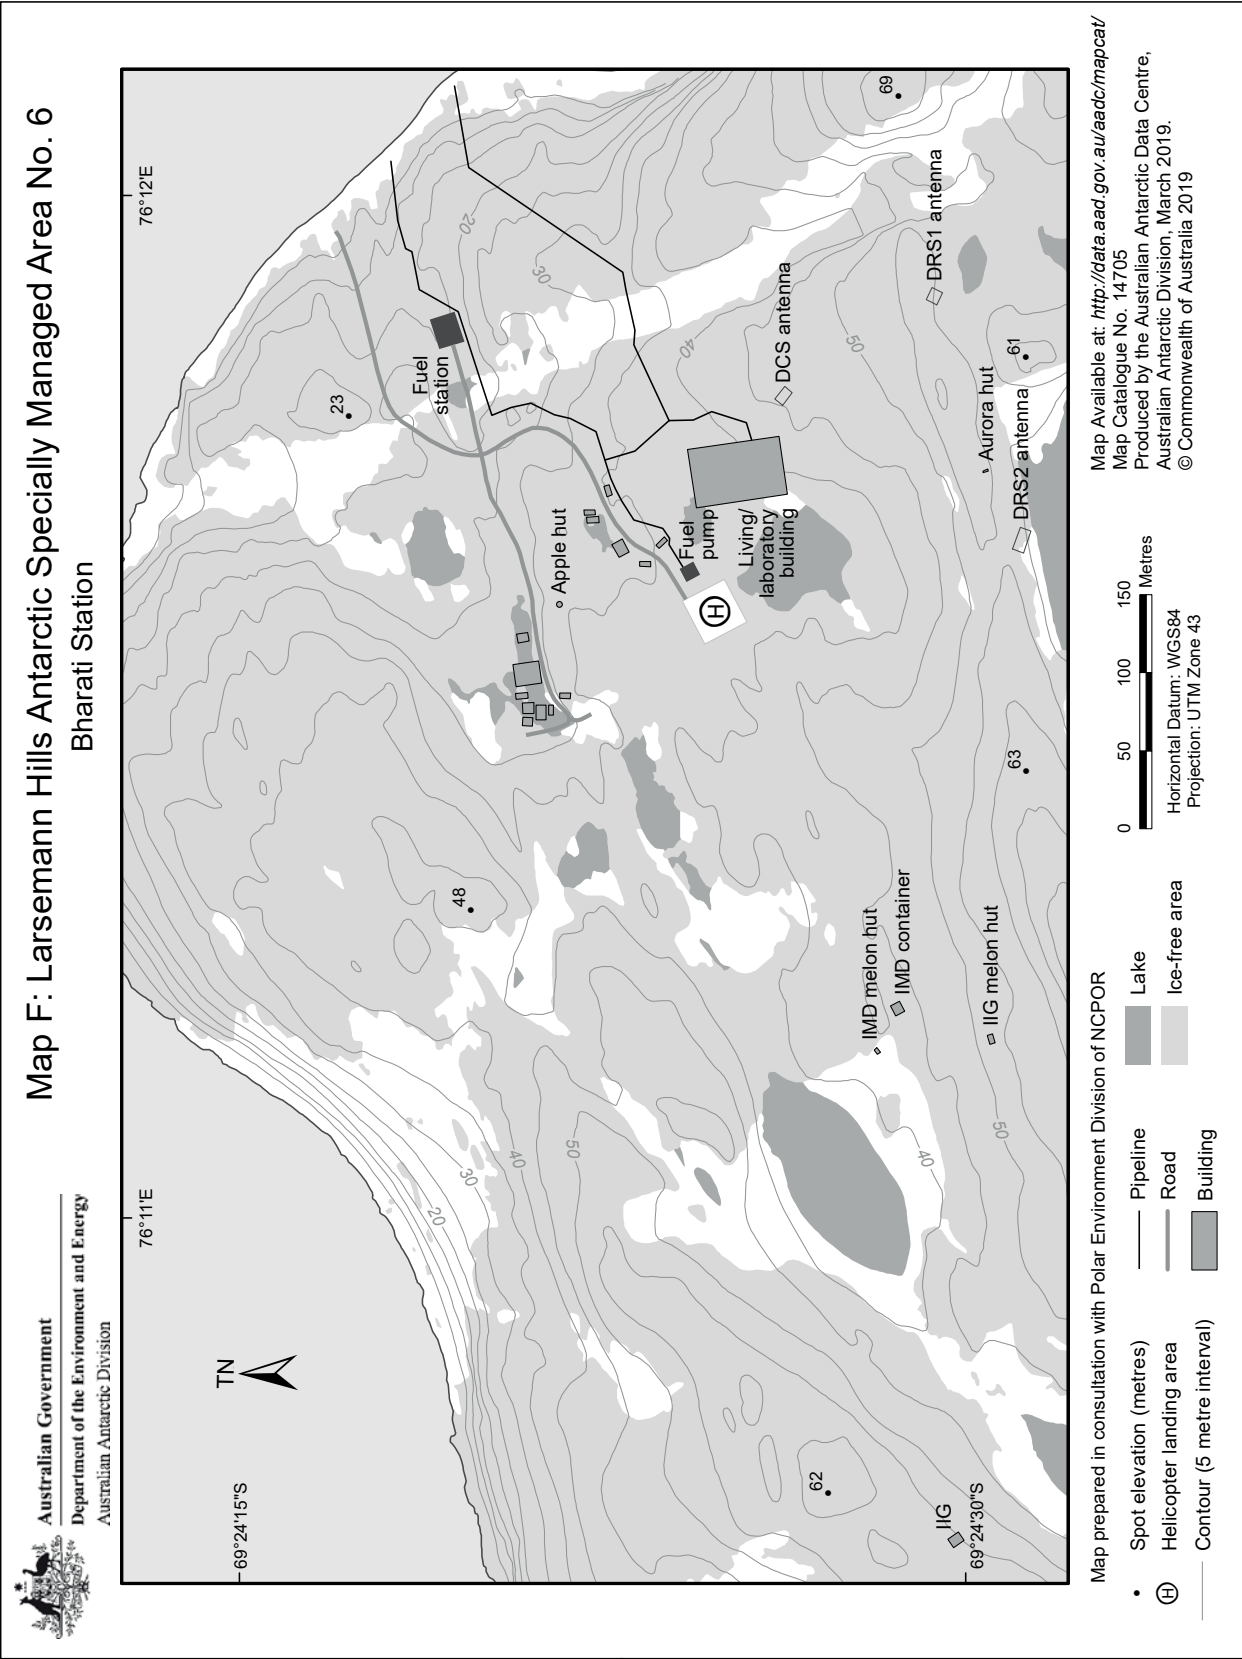 Australian Government
Department of the Environment and Energy
Australian Antarctic Division
Map F: Larsemann Hills Antarctic Specially Managed Area No. 6
Bharati Station
76°11'E
76°12'E
69°24'15"S
69°24'30"S
TN
23
Fuel
station
20
30
40
50
69
48
Apple hut
Fuel
pump
H
Living/
laboratory
building
DCS antenna
DRS1 antenna
61
Aurora hut
DRS2 antenna
63
20
30
40
50
IMD melon hut
IMD container
IIG melon hut
40
50
62
IIG
Map prepared in consultation with Polar Environment Division of NCPOR
Spot elevation (metres)
H Helicopter landing area
Contour (5 metre interval)
Pipeline
Road
Building
Lake
Ice-free area
0 50 100 150
Metres
Horizontal Datum: WGS84
Projection: UTM Zone 43
Map Available at: http://data.aad.gov.au/aadc/mapcat/
Map Catalogue No. 14705
Produced by the Australian Antarctic Data Centre,
Australian Antarctic Division, March 2019.
© Commonwealth of Australia 2019